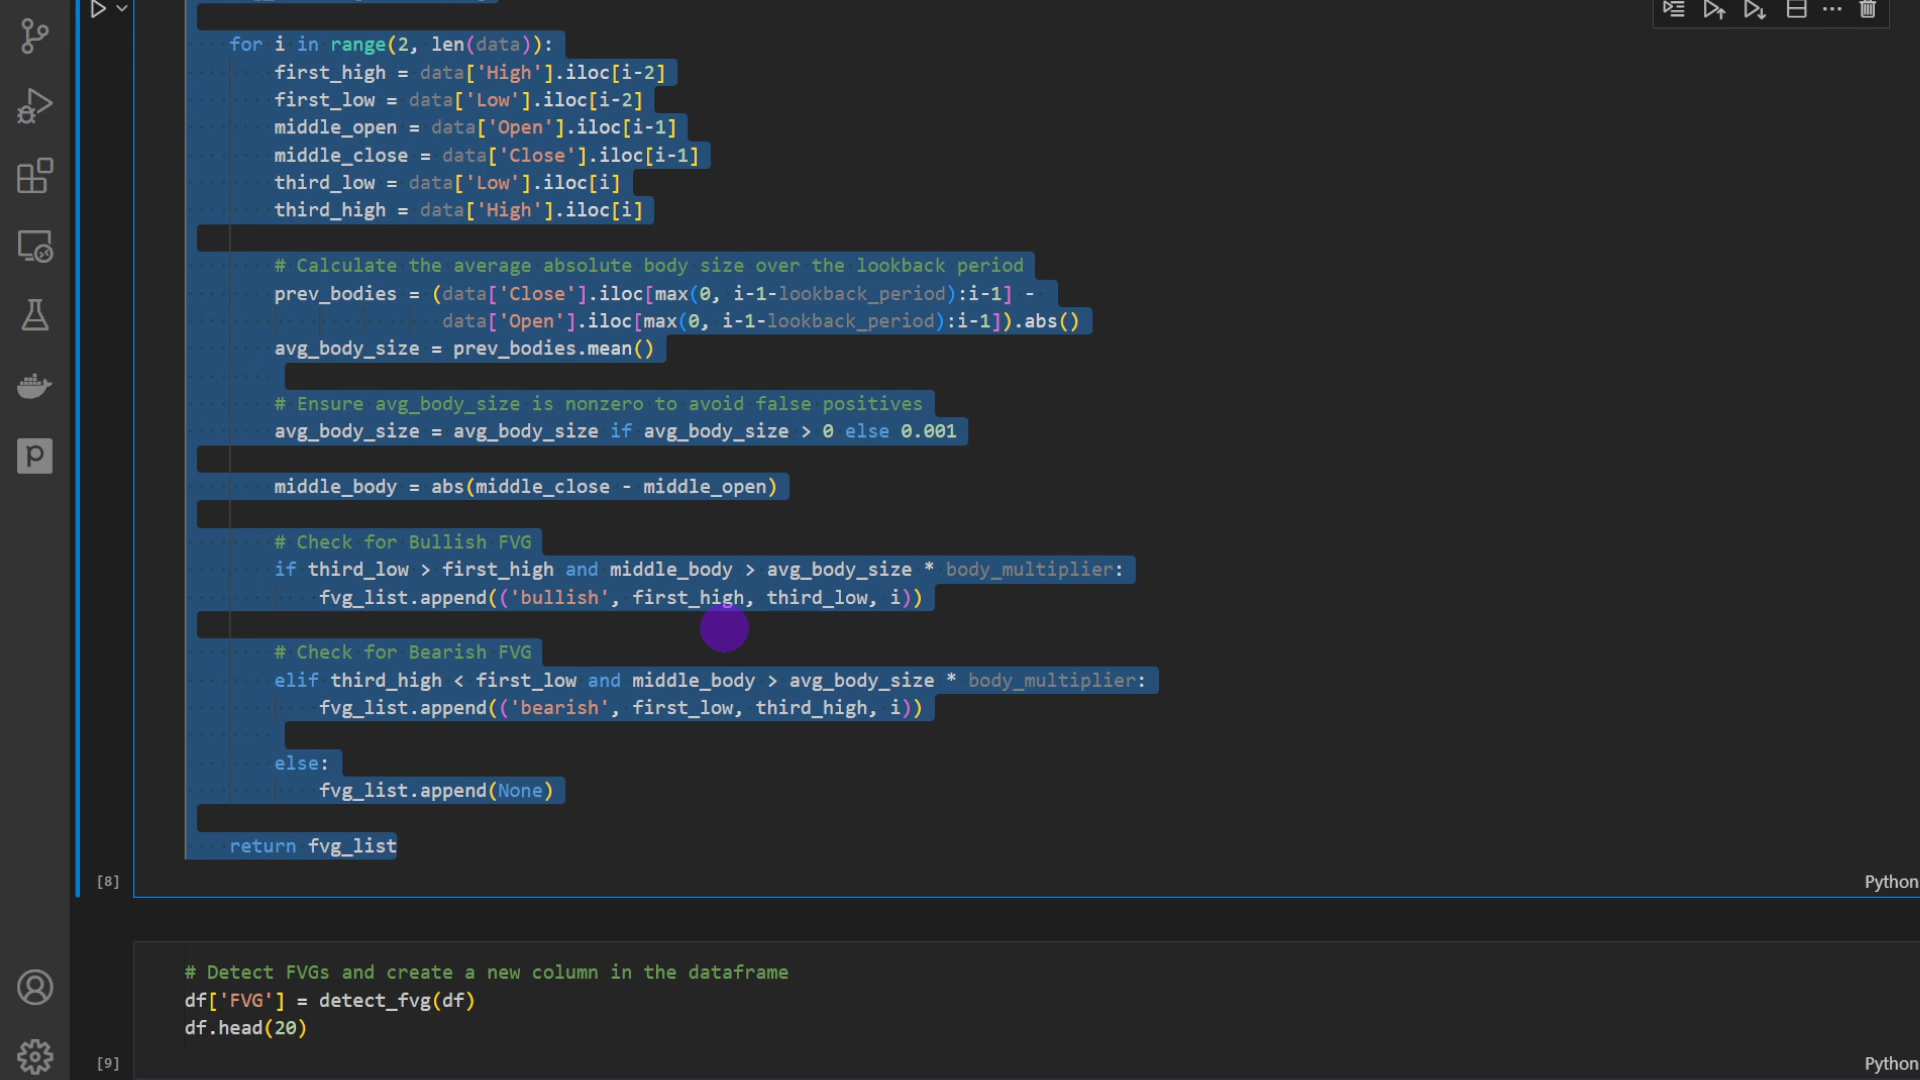 for i in range(2, len(data)):
first_high = data['High'].iloc[i-2]
first_low = data['Low'].iloc[i-2]
middle_open = data['Open'].iloc[i-1]
middle_close = data['Close'].iloc[i-1]
third_low = data['Low'].iloc[i]
third_high = data['High'].iloc[i]
# Calculate the average absolute body size over the lookback period
prev_bodies = (data['Close'].iloc[max(0, i-1-lookback_period):i-1] -
data['Open'].iloc[max(0, i-1-lookback_period):i-1]).abs()
avg_body_size = prev_bodies.mean()
# Ensure avg_body_size is nonzero to avoid false positives
avg_body_size = avg_body_size if avg_body_size > 0 else 0.001
middle_body = abs(middle_close - middle_open)
# Check for Bullish FVG
if third_low > first_high and middle_body > avg_body_size * body_multiplier:
fvg_list.append(('bullish', first_high, third_low, i))
# Check for Bearish FVG
elif third_high < first_low and middle_body > avg_body_size * body_multiplier:
fvg_list.append(('bearish', first_low, third_high, i))
else:
fvg_list.append(None)
return fvg_list
[8]
Python
# Detect FVGs and create a new column in the dataframe
df['FVG'] = detect_fvg(df)
df.head(20)
[9]
Python